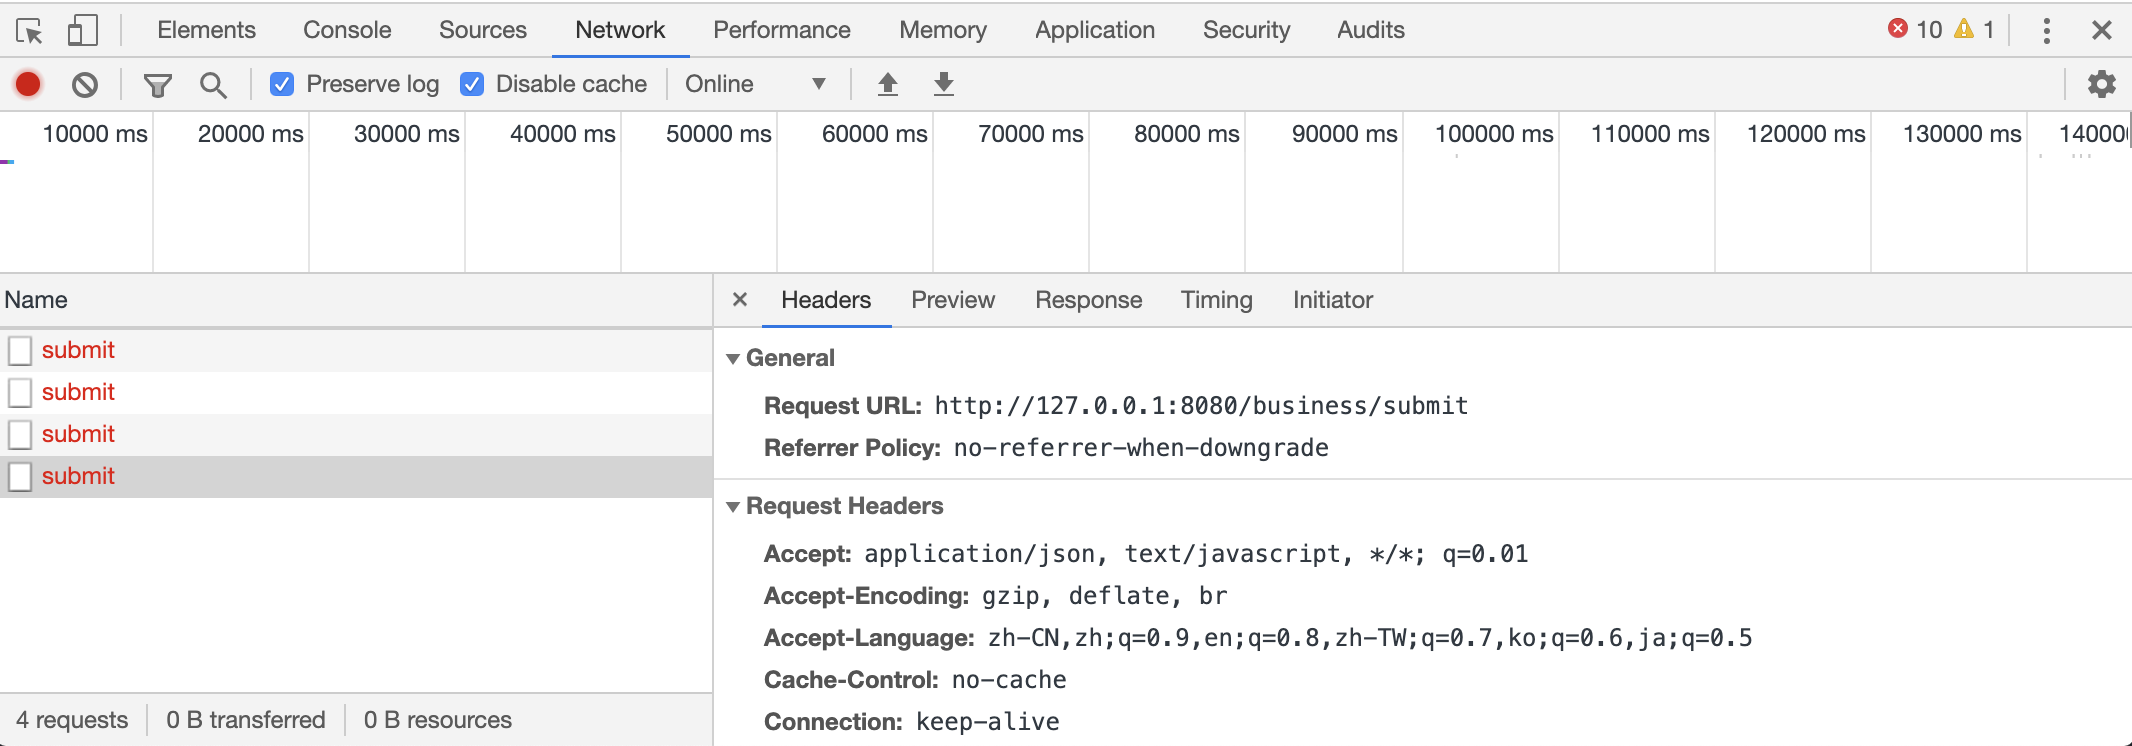 Elements Console Sources Network Performance Memory Application Security Audits 10 1
Preserve log Disable cache Online
10000 ms 20000 ms 30000 ms 40000 ms 50000 ms 60000 ms 70000 ms 80000 ms 90000 ms 100000 ms 110000 ms 120000 ms 130000 ms 14000
Name
Headers Preview Response Timing Initiator
submit
submit
submit
submit
General
Request URL: http://127.0.0.1:8080/business/submit
Referrer Policy: no-referrer-when-downgrade
Request Headers
Accept: application/json, text/javascript, */*; q=0.01
Accept-Encoding: gzip, deflate, br
Accept-Language: zh-CN,zh;q=0.9,en;q=0.8,zh-TW;q=0.7,ko;q=0.6,ja;q=0.5
Cache-Control: no-cache
Connection: keep-alive
4 requests 0 B transferred 0 B resources